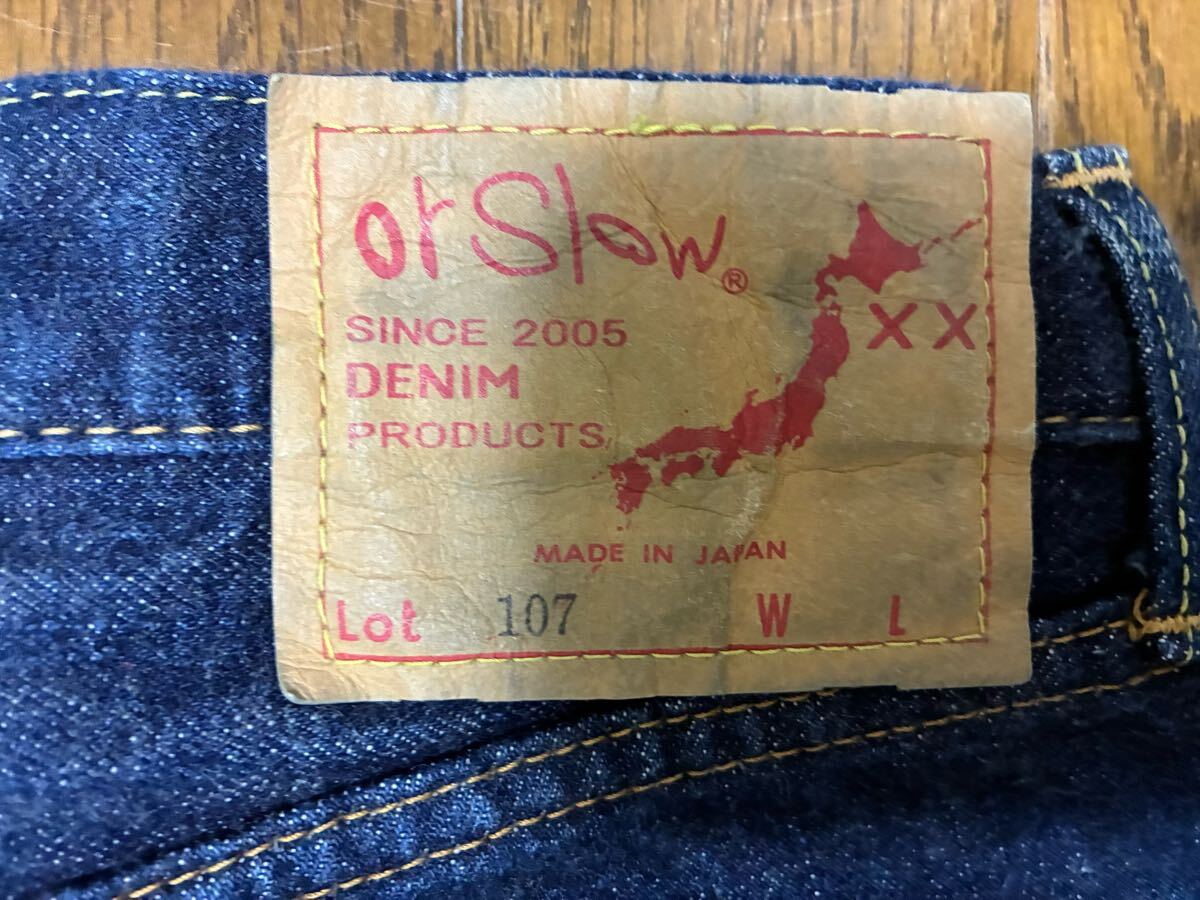 orSlow®
SINCE 2005
XX
DENIM
PRODUCTS
MADE IN JAPAN
Lot 107 W L